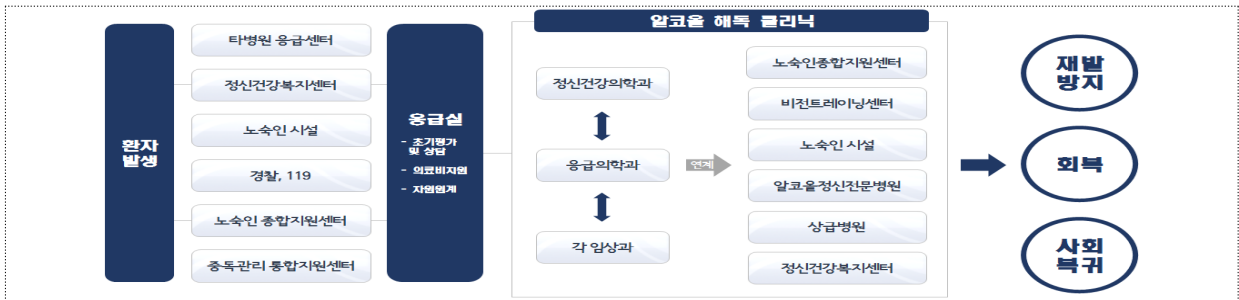 환자
발생
타병원 응급센터
정신건강복지센터
노숙인 시설
경찰, 119
노숙인 종합지원센터
중독관리 통합지원센터
응급실
- 초기평가
및 상담
- 의료비지원
- 자원연계
알코올 해독 클리닉
정신건강의학과
응급의학과
각 임상과
연계
노숙인종합지원센터
비전트레이닝센터
노숙인 시설
알코올정신전문병원
상급병원
정신건강복지센터
재발
방지
회복
사회
복귀